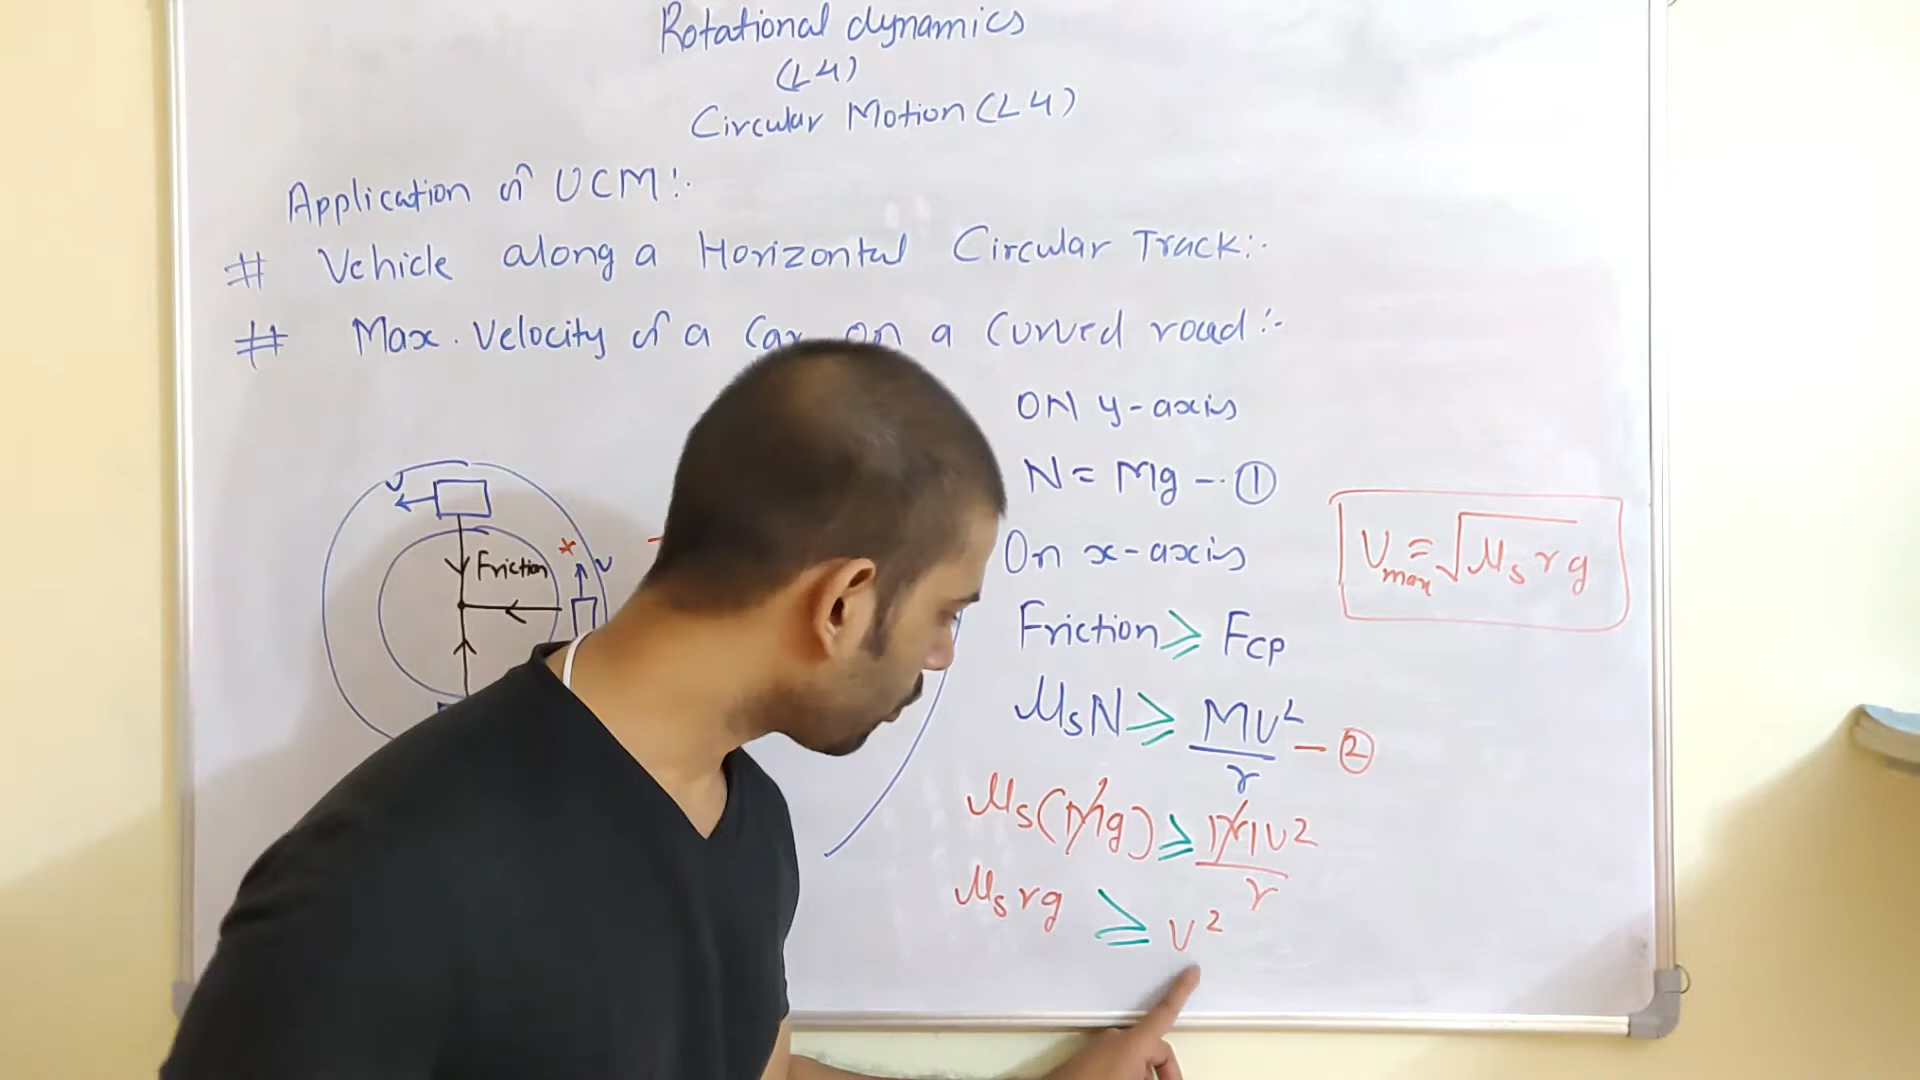 Rotational dynamics
(L4)
Circular Motion (L4)
Application of UCM:-
# Vehicle along a Horizontal Circular Track:-
# Max. Velocity of a Car on a Curved road:-
ON y-axis
N = Mg -- ①
On x-axis
Friction ≥ Fcp
μsN ≥ Mv²/r — ②
μs(Mg) ≥ Mv²/r
μs rg ≥ v²
Vmax = √μs r g
v
Friction
* v